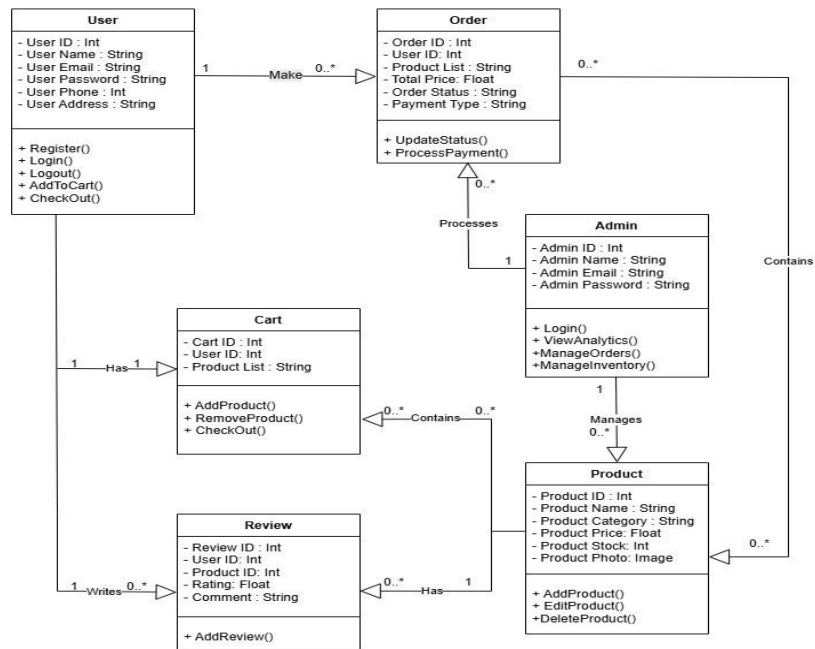 User
- User ID : Int
- User Name : String
- User Email : String
- User Password : String
- User Phone : Int
- User Address : String
+ Register()
+ Login()
+ Logout()
+ AddToCart()
+ CheckOut()
1
Make
0..*
Order
- Order ID : Int
- User ID: Int
- Product List : String
- Total Price: Float
- Order Status : String
- Payment Type : String
+ UpdateStatus()
+ ProcessPayment()
0..*
Contains
0..*
0..*
Processes
1
Admin
- Admin ID : Int
- Admin Name : String
- Admin Email : String
- Admin Password : String
+ Login()
+ ViewAnalytics()
+ManageOrders()
+ManageInventory()
1
Manages
0..*
1
Has
1
Cart
- Cart ID : Int
- User ID: Int
- Product List : String
+ AddProduct()
+ RemoveProduct()
+ CheckOut()
0..*
Contains
0..*
Product
- Product ID : Int
- Product Name : String
- Product Category : String
- Product Price: Float
- Product Stock: Int
- Product Photo: Image
+ AddProduct()
+ EditProduct()
+DeleteProduct()
1
Writes
0..*
Review
- Review ID : Int
- User ID: Int
- Product ID: Int
- Rating: Float
- Comment : String
+ AddReview()
0..*
Has
1